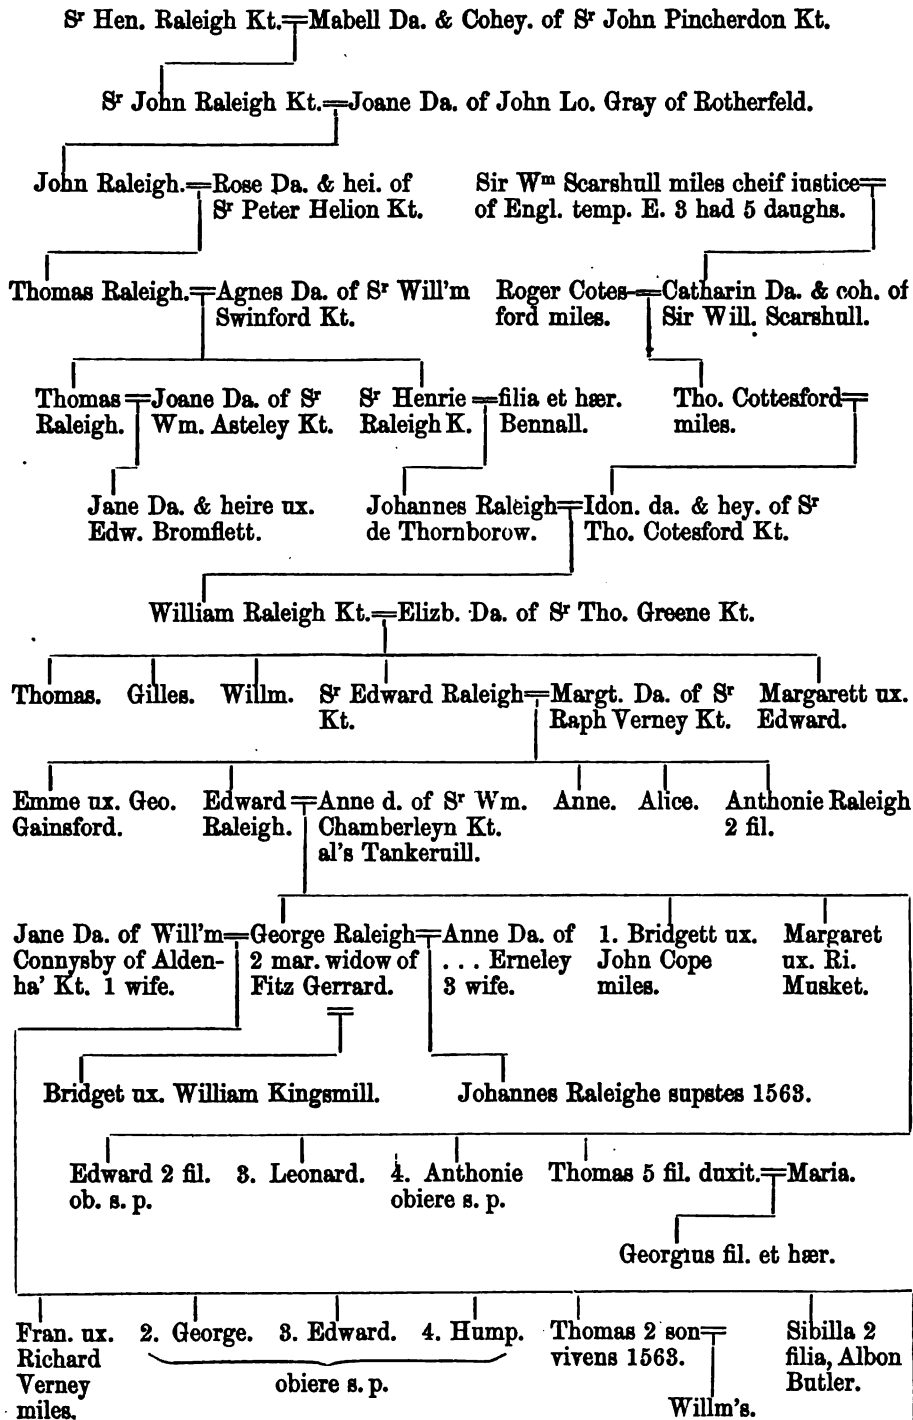 Sr Hen. Raleigh Kt.=Mabell Da. & Cohey. of Sr John Pincherdon Kt.
Sr John Raleigh Kt.=Joane Da. of John Lo. Gray of Rotherfeld.
John Raleigh.=Rose Da. & hei. of
Sr Peter Helion Kt.
Sir Wm Scarshull miles cheif iustice=
of Engl. temp. E. 3 had 5 daughs.
Thomas Raleigh.=Agnes Da. of Sr Will'm
Swinford Kt.
Roger Cotes=Catharin Da. & coh. of
ford miles. Sir Will. Scarshull.
Thomas=Joane Da. of Sr
Raleigh. Wm. Asteley Kt.
Sr Henrie=filia et hær.
Raleigh K. Bennall.
Tho. Cottesford=
miles.
Jane Da. & heire ux.
Edw. Bromflett.
Johannes Raleigh=Idon. da. & hey. of Sr
de Thornborow. Tho. Cotesford Kt.
William Raleigh Kt.=Elizb. Da. of Sr Tho. Greene Kt.
Thomas. Gilles. Willm.
Sr Edward Raleigh=Margt. Da. of Sr
Kt. Raph Verney Kt.
Margarett ux.
Edward.
Emme ux. Geo.
Gainsford.
Edward=Anne d. of Sr Wm.
Raleigh. Chamberleyn Kt.
al's Tankeruill.
Anne. Alice.
Anthonie Raleigh
2 fil.
Jane Da. of Will'm=George Raleigh=Anne Da. of
Connysby of Alden- 2 mar. widow of . . . Erneley
ha' Kt. 1 wife. Fitz Gerrard. 3 wife.
1. Bridgett ux.
John Cope
miles.
Margaret
ux. Ri.
Musket.
Bridget ux. William Kingsmill.
Johannes Raleighe supstes 1563.
Edward 2 fil.
ob. s. p.
3. Leonard.
4. Anthonie
obiere s. p.
Thomas 5 fil. duxit.=Maria.
Georgius fil. et hær.
Fran. ux.
Richard
Verney
miles.
2. George. 3. Edward. 4. Hump.
obiere s. p.
Thomas 2 son=
vivens 1563.
Willm's.
Sibilla 2
filia, Albon
Butler.